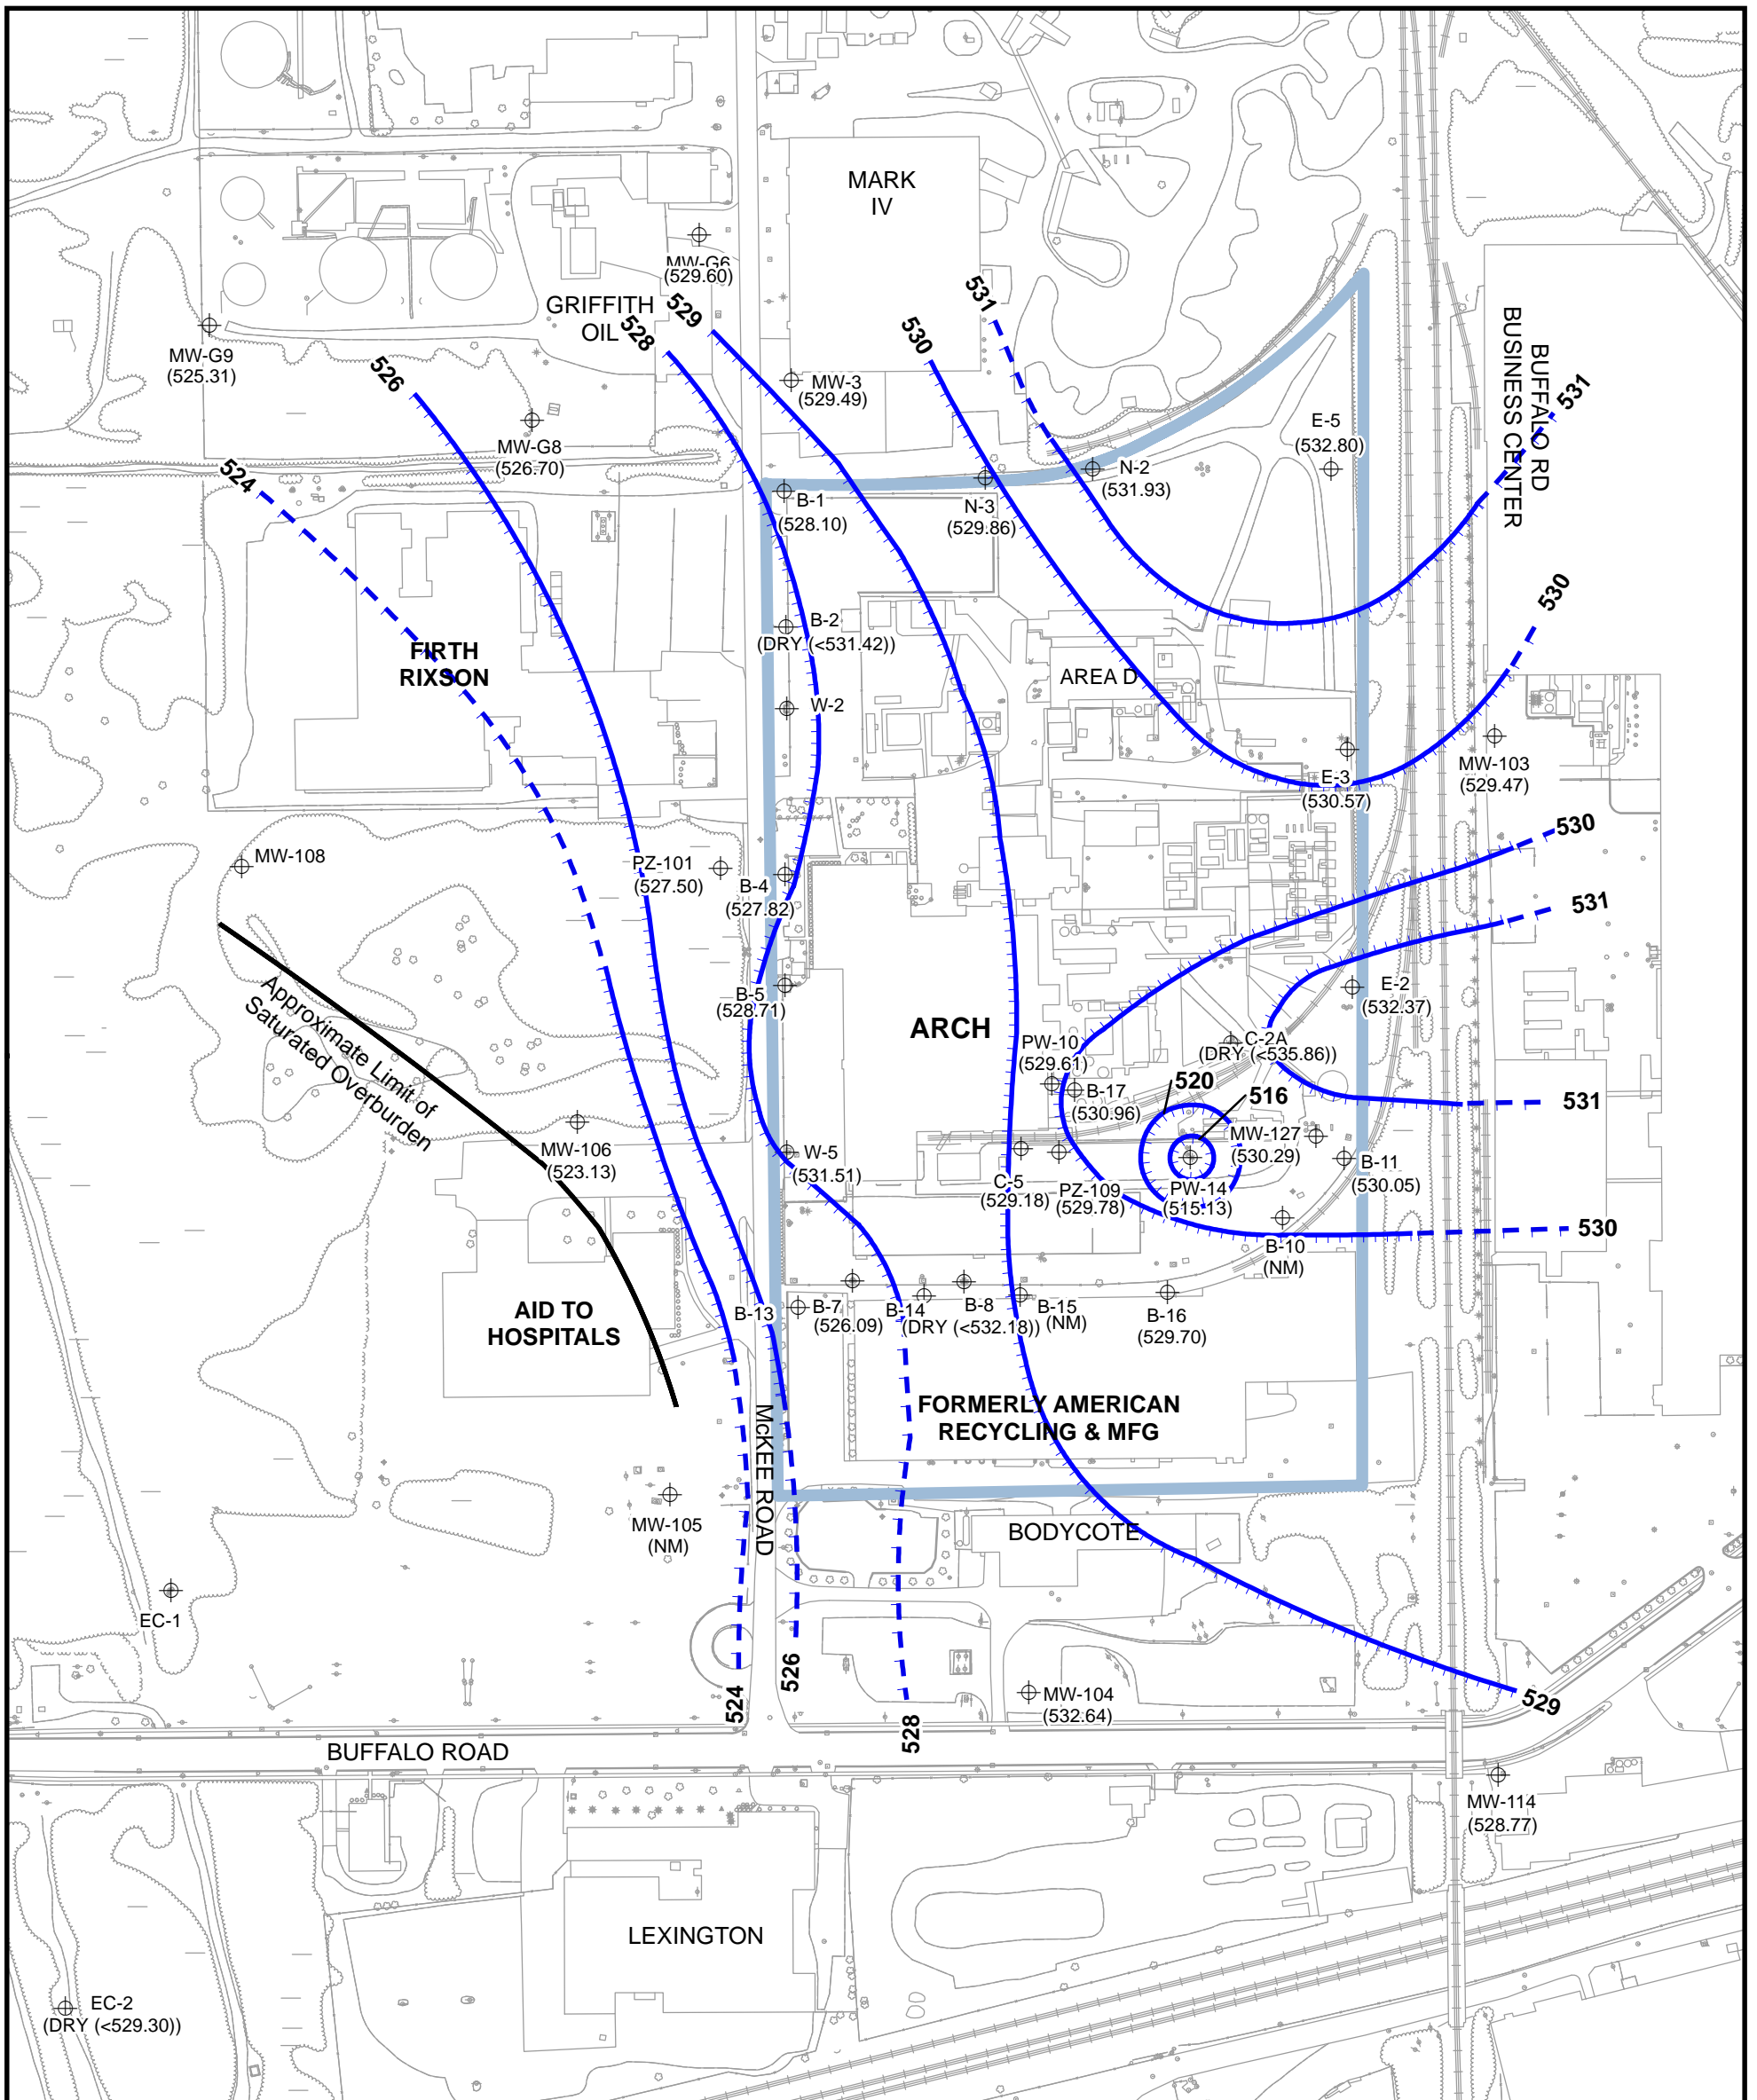 MARK
IV
MW-G6
(529.60)
GRIFFITH
OIL
529
528
531
530
BUFFALO RD
BUSINESS CENTER
MW-G9
(525.31)
526
MW-3
(529.49)
531
E-5
(532.80)
MW-G8
(526.70)
524
N-2
(531.93)
B-1
(528.10)
N-3
(529.86)
530
B-2
(DRY (<531.42))
FIRTH
RIXSON
AREA D
W-2
MW-103
(529.47)
E-3
(530.57)
530
MW-108
PZ-101
(527.50)
B-4
(527.82)
531
Approximate Limit of
Saturated Overburden
B-5
(528.71)
E-2
(532.37)
ARCH
PW-10
(529.61)
C-2A
(DRY (<535.86))
520
B-17
(530.96)
516
531
MW-106
(523.13)
W-5
(531.51)
MW-127
(530.29)
B-11
(530.05)
C-5
(529.18)
PZ-109
(529.78)
PW-14
(515.13)
530
B-10
(NM)
AID TO
HOSPITALS
B-13
B-7
(526.09)
B-14
B-8
(DRY (<532.18))
B-15
(NM)
B-16
(529.70)
McKEE ROAD
FORMERLY AMERICAN
RECYCLING & MFG
MW-105
(NM)
BODYCOTE
EC-1
526
524
528
MW-104
(532.64)
529
BUFFALO ROAD
MW-114
(528.77)
LEXINGTON
EC-2
(DRY (<529.30))